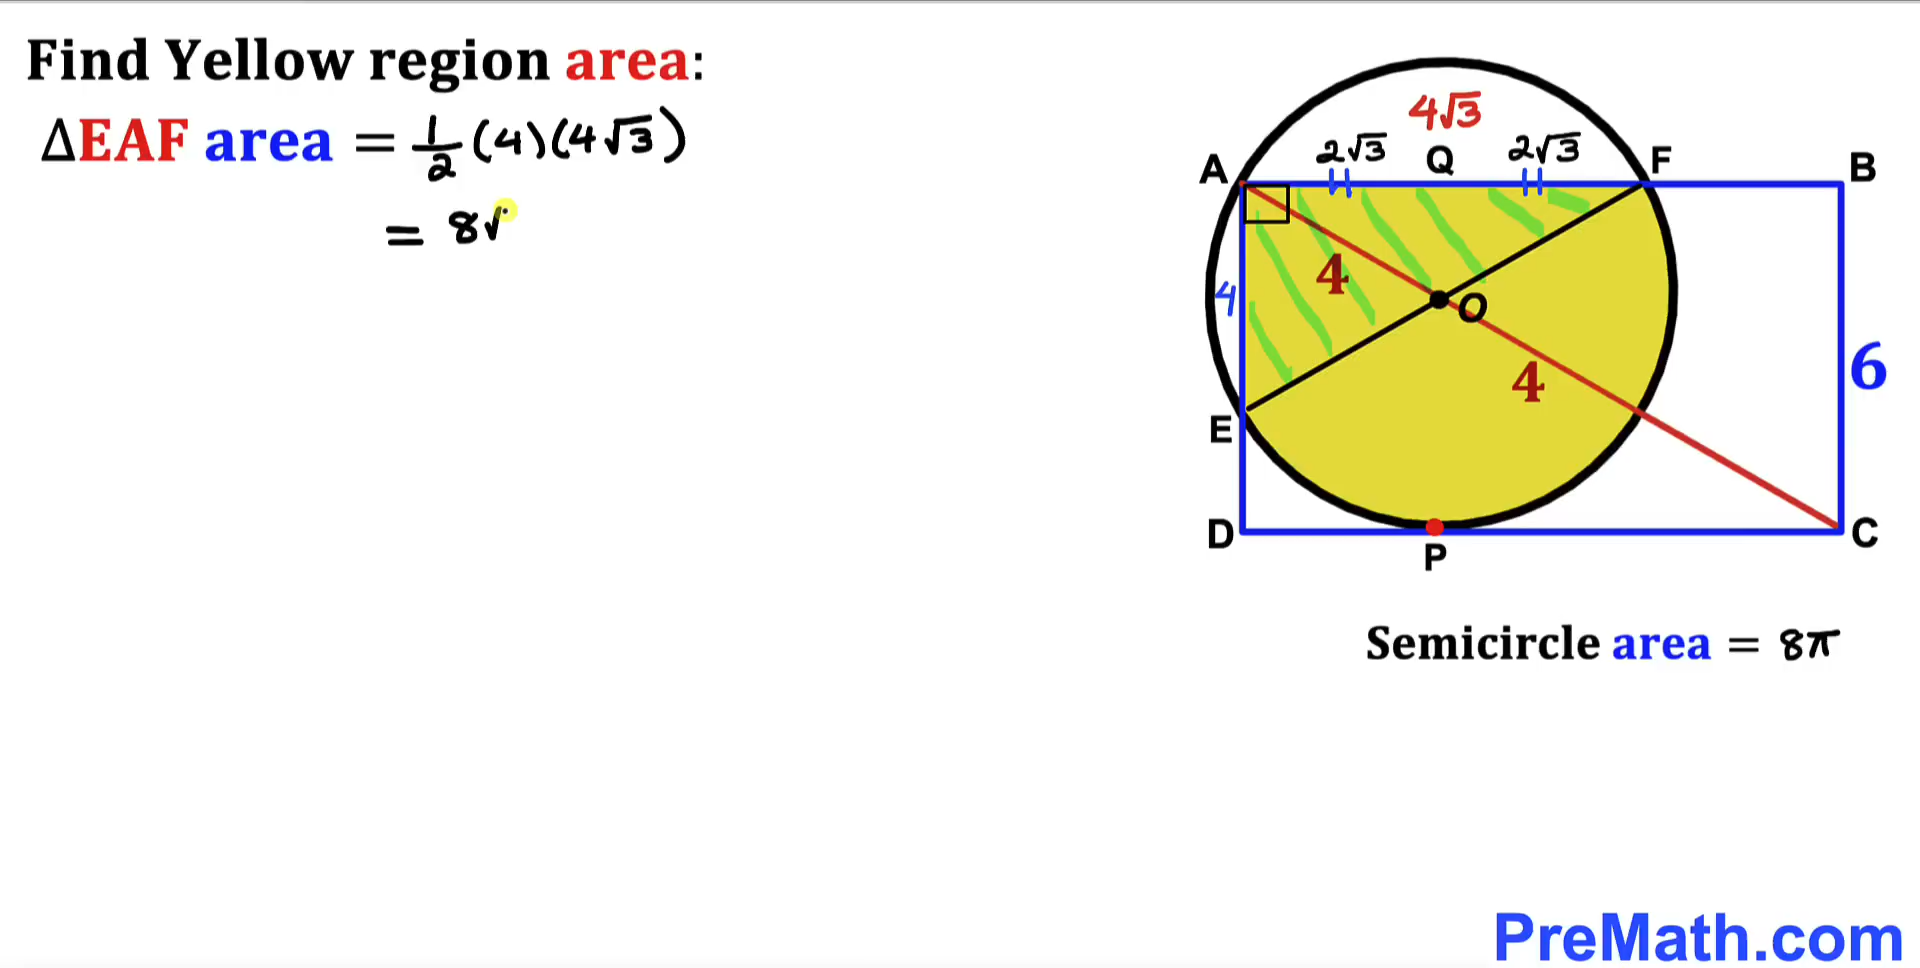 Find Yellow region area:
ΔEAF area = 1/2 (4)(4√3)
= 8√
4√3
2√3 Q 2√3
A F B
4 4 O
4 6
E
D C
P
Semicircle area = 8π
PreMath.com